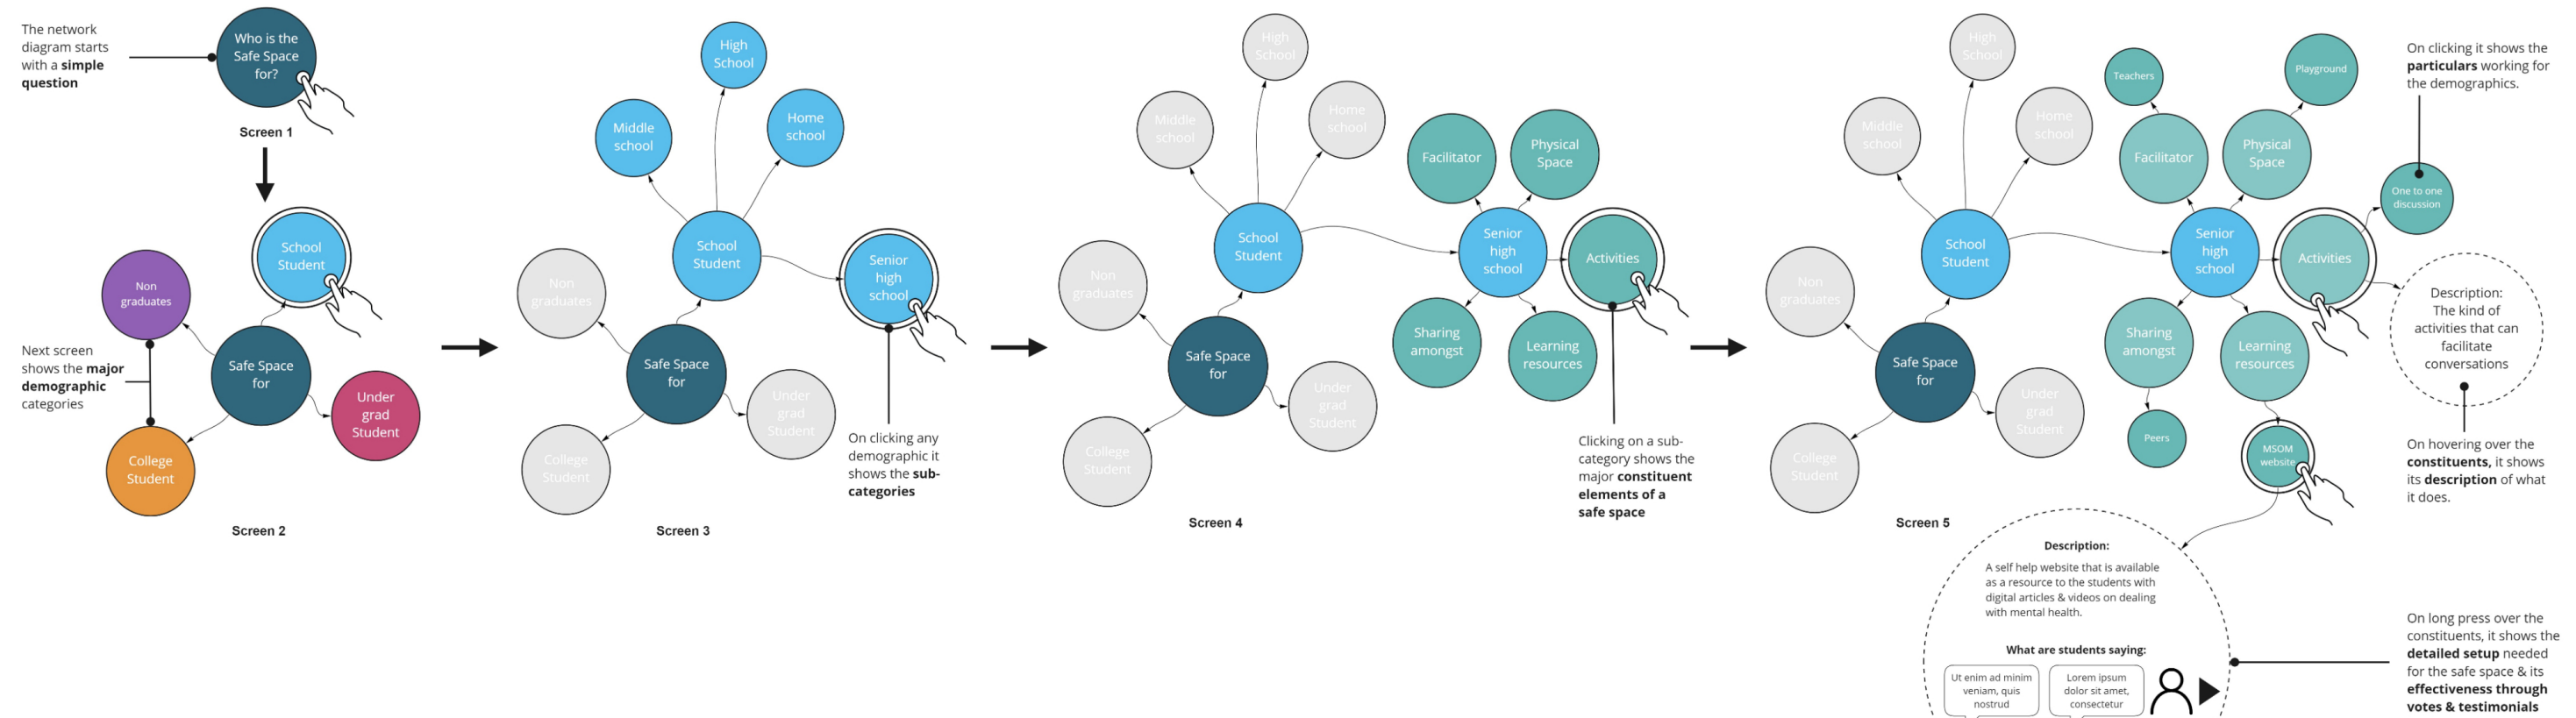 The network
diagram starts
with a simple
question
Who is the
Safe Space
for?
Screen 1
School
Student
Non
graduates
Next screen
shows the major
demographic
categories
Safe Space
for
Under
grad
Student
College
Student
Screen 2
High
School
Middle
school
Home
school
School
Student
Senior
high
school
Non
graduates
Safe Space
for
Under
grad
Student
College
Student
On clicking any
demographic it
shows the sub-
categories
Screen 3
High
School
Middle
school
Home
school
Facilitator
Physical
Space
School
Student
Senior
high
school
Activities
Non
graduates
Sharing
amongst
Learning
resources
Safe Space
for
Under
grad
Student
College
Student
Clicking on a sub-
category shows the
major constituent
elements of a
safe space
Screen 4
High
School
Middle
school
Home
school
Teachers
Playground
Facilitator
Physical
Space
On clicking it shows the
particulars working for
the demographics.
One to one
discussion
School
Student
Senior
high
school
Activities
Non
graduates
Description:
The kind of
activities that can
facilitate
conversations
Sharing
amongst
Learning
resources
Safe Space
for
Under
grad
Student
College
Student
Peers
MSOM
website
On hovering over the
constituents, it shows
its description of what
it does.
Screen 5
Description:
A self help website that is available
as a resource to the students with
digital articles & videos on dealing
with mental health.
What are students saying:
Ut enim ad minim
veniam, quis
nostrud
Lorem ipsum
dolor sit amet,
consectetur
On long press over the
constituents, it shows the
detailed setup needed
for the safe space & its
effectiveness through
votes & testimonials